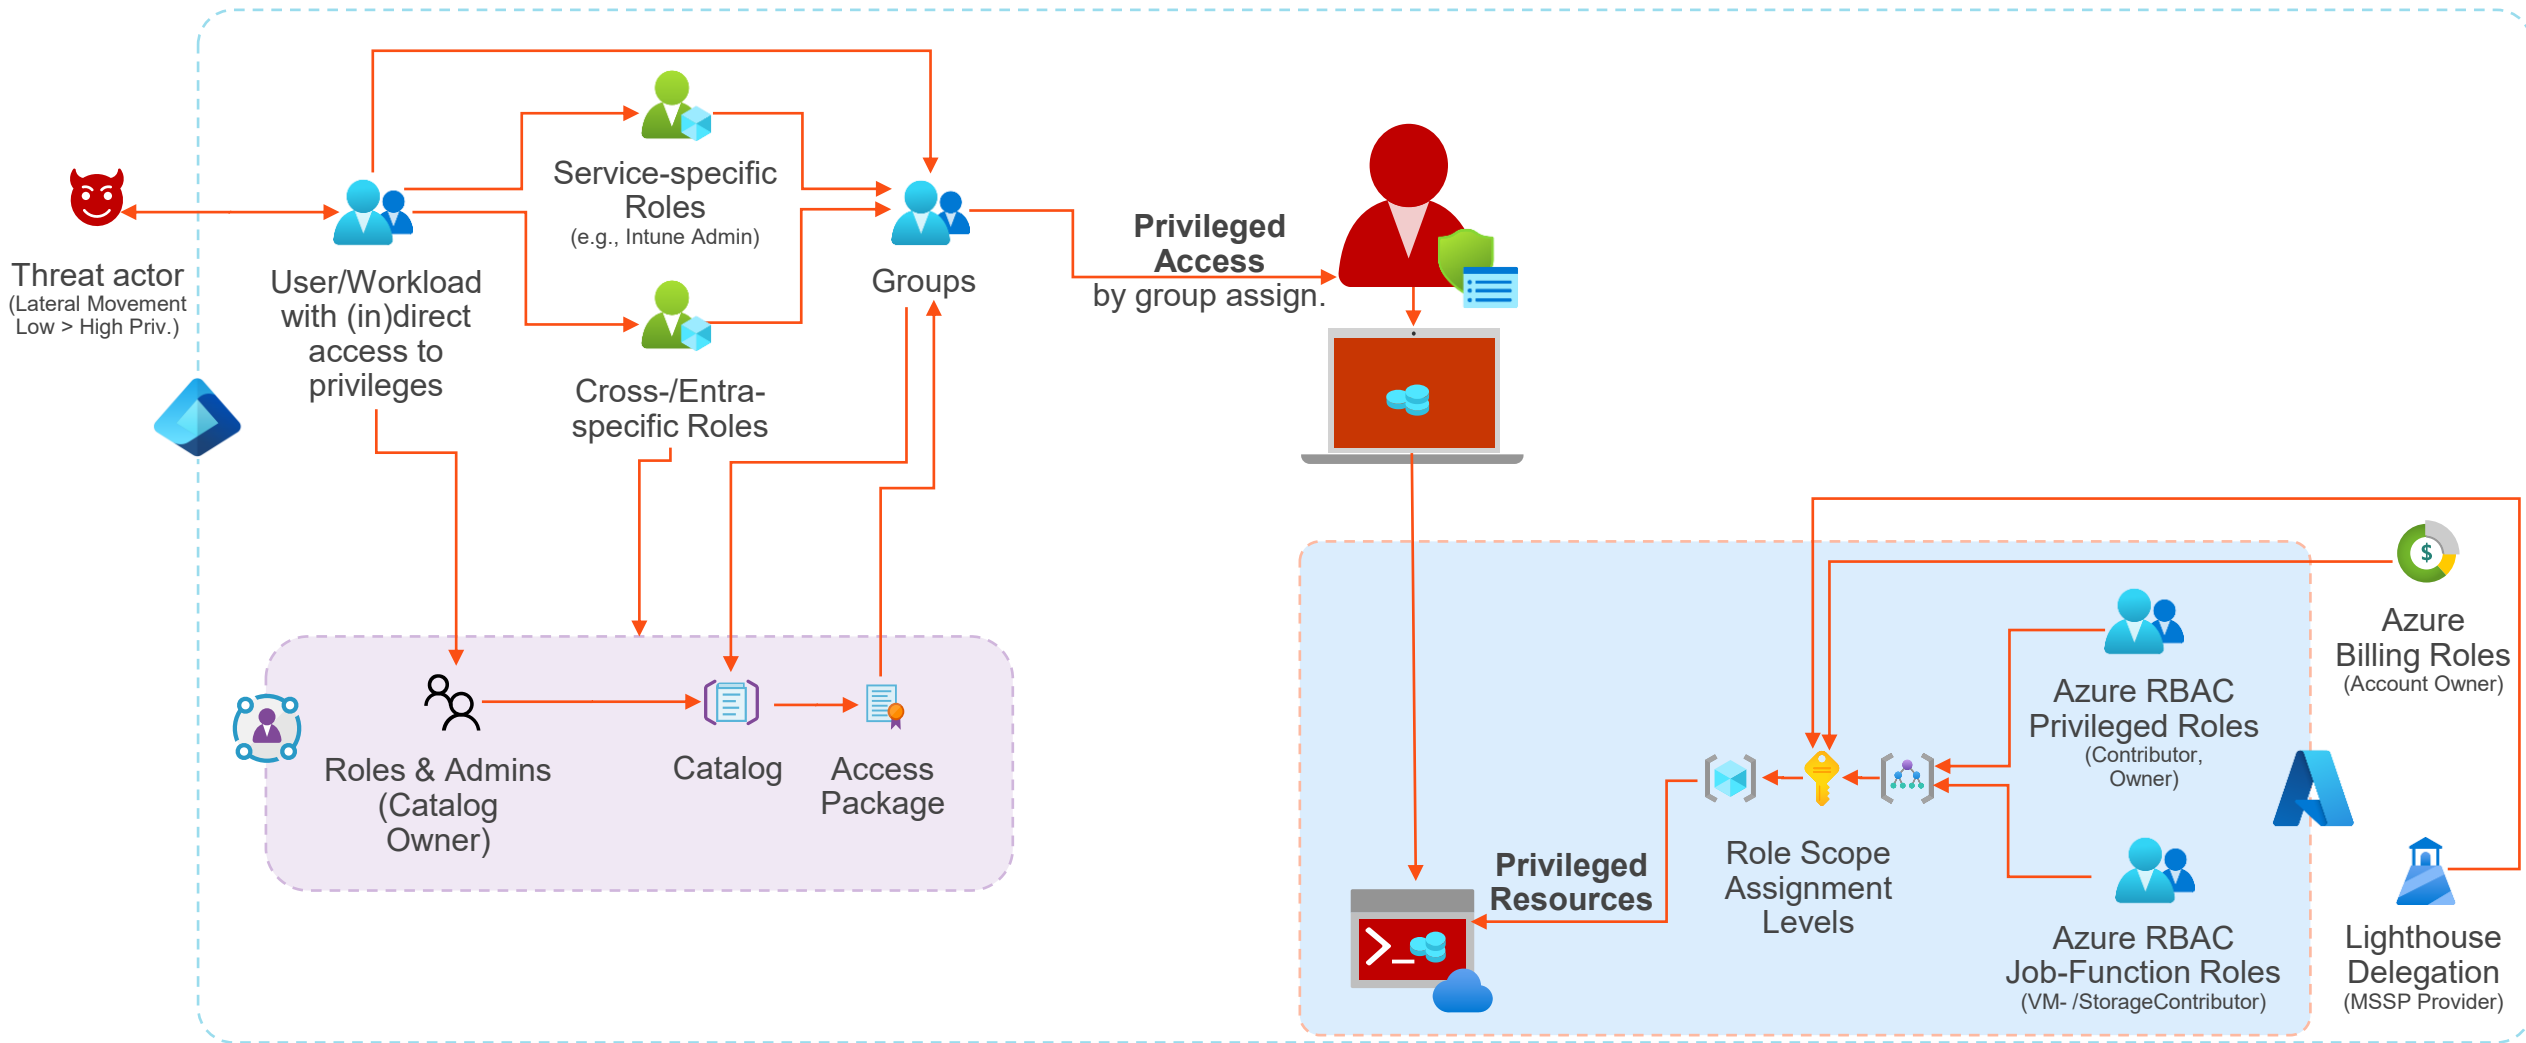 Threat actor
(Lateral Movement
Low > High Priv.)
User/Workload
with (in)direct
access to
privileges
Service-specific
Roles
(e.g., Intune Admin)
Cross-/Entra-
specific Roles
Groups
Privileged
Access
by group assign.
Roles & Admins
(Catalog
Owner)
Catalog
Access
Package
Privileged
Resources
Role Scope
Assignment
Levels
Azure RBAC
Privileged Roles
(Contributor,
Owner)
Azure RBAC
Job-Function Roles
(VM- /StorageContributor)
$
Azure
Billing Roles
(Account Owner)
Lighthouse
Delegation
(MSSP Provider)